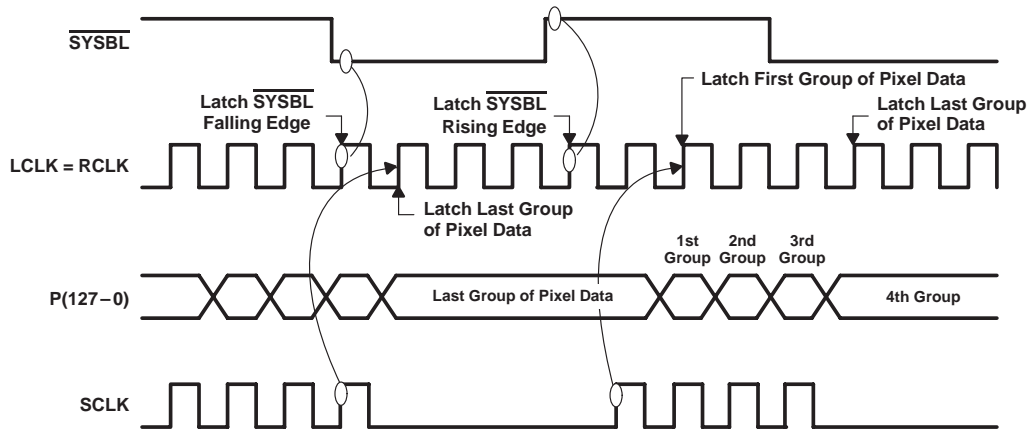 SYSBL
Latch First Group of Pixel Data
Latch SYSBL
Falling Edge
Latch SYSBL
Rising Edge
Latch Last Group
of Pixel Data
LCLK = RCLK
Latch Last Group
of Pixel Data
1st
Group
2nd
Group
3rd
Group
P(127−0)
Last Group of Pixel Data
4th Group
SCLK